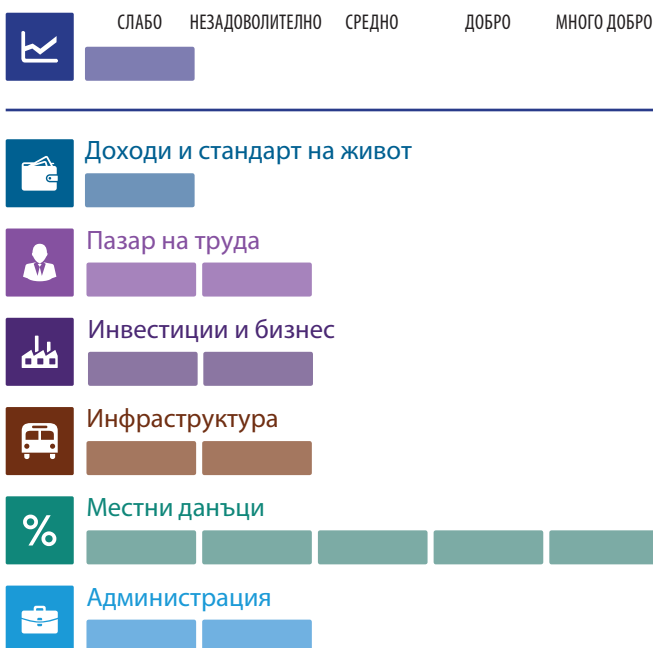 СЛАБО НЕЗАДОВОЛИТЕЛНО СРЕДНО ДОБРО МНОГО ДОБРО
Доходи и стандарт на живот
Пазар на труда
Инвестиции и бизнес
Инфраструктура
Местни данъци
%
Администрация